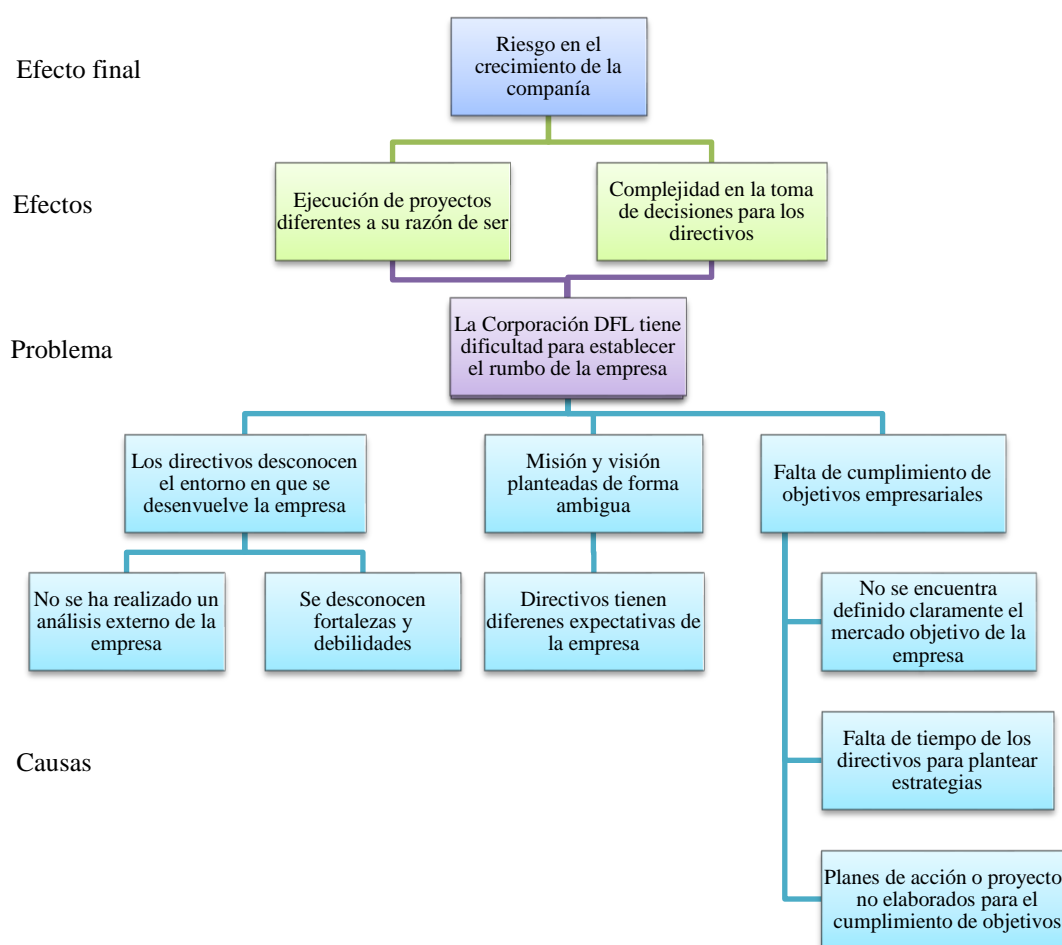 Efecto final
Riesgo en el
crecimiento de la
compañía
Efectos
Ejecución de proyectos
diferentes a su razón de ser
Complejidad en la toma
de decisiones para los
directivos
Problema
La Corporación DFL tiene
dificultad para establecer
el rumbo de la empresa
Los directivos desconocen
el entorno en que se
desenvuelve la empresa
Misión y visión
planteadas de forma
ambigua
Falta de cumplimiento de
objetivos empresariales
No se ha realizado un
análisis externo de la
empresa
Se desconocen
fortalezas y
debilidades
Directivos tienen
diferenes expectativas de
la empresa
No se encuentra
definido claramente el
mercado objetivo de la
empresa
Causas
Falta de tiempo de los
directivos para plantear
estrategias
Planes de acción o proyecto
no elaborados para el
cumplimiento de objetivos